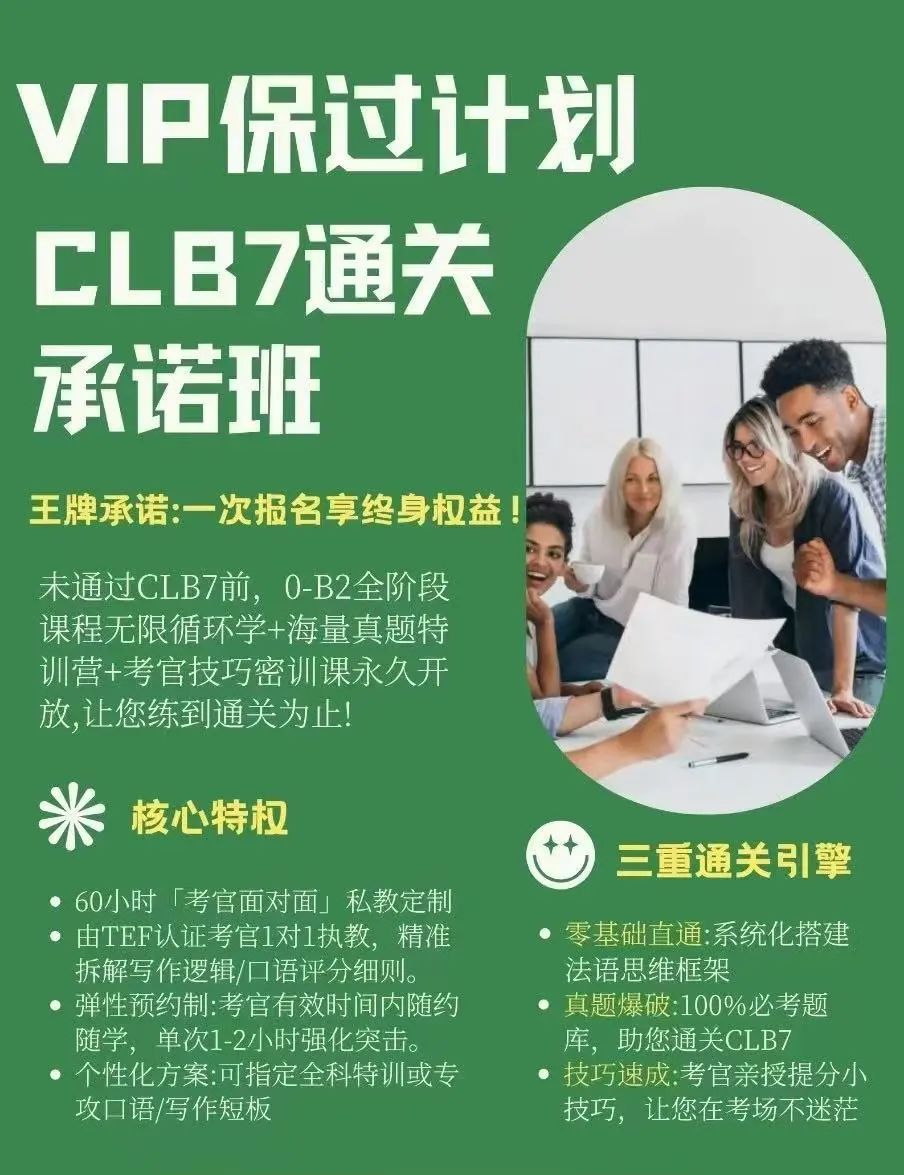 VIP保过计划
CLB7通关
承诺班
王牌承诺:一次报名享终身权益!
未通过CLB7前，0-B2全阶段
课程无限循环学+海量真题特
训营+考官技巧密训课永久开
放,让您练到通关为止!
核心特权
60小时「考官面对面」私教定制
由TEF认证考官1对1执教，精准
拆解写作逻辑/口语评分细则。
弹性预约制:考官有效时间内随约
随学，单次1-2小时强化突击。
个性化方案:可指定全科特训或专
攻口语/写作短板
三重通关引擎
零基础直通:系统化搭建
法语思维框架
真题爆破:100%必考题
库，助您通关CLB7
技巧速成:考官亲授提分小
技巧，让您在考场不迷茫